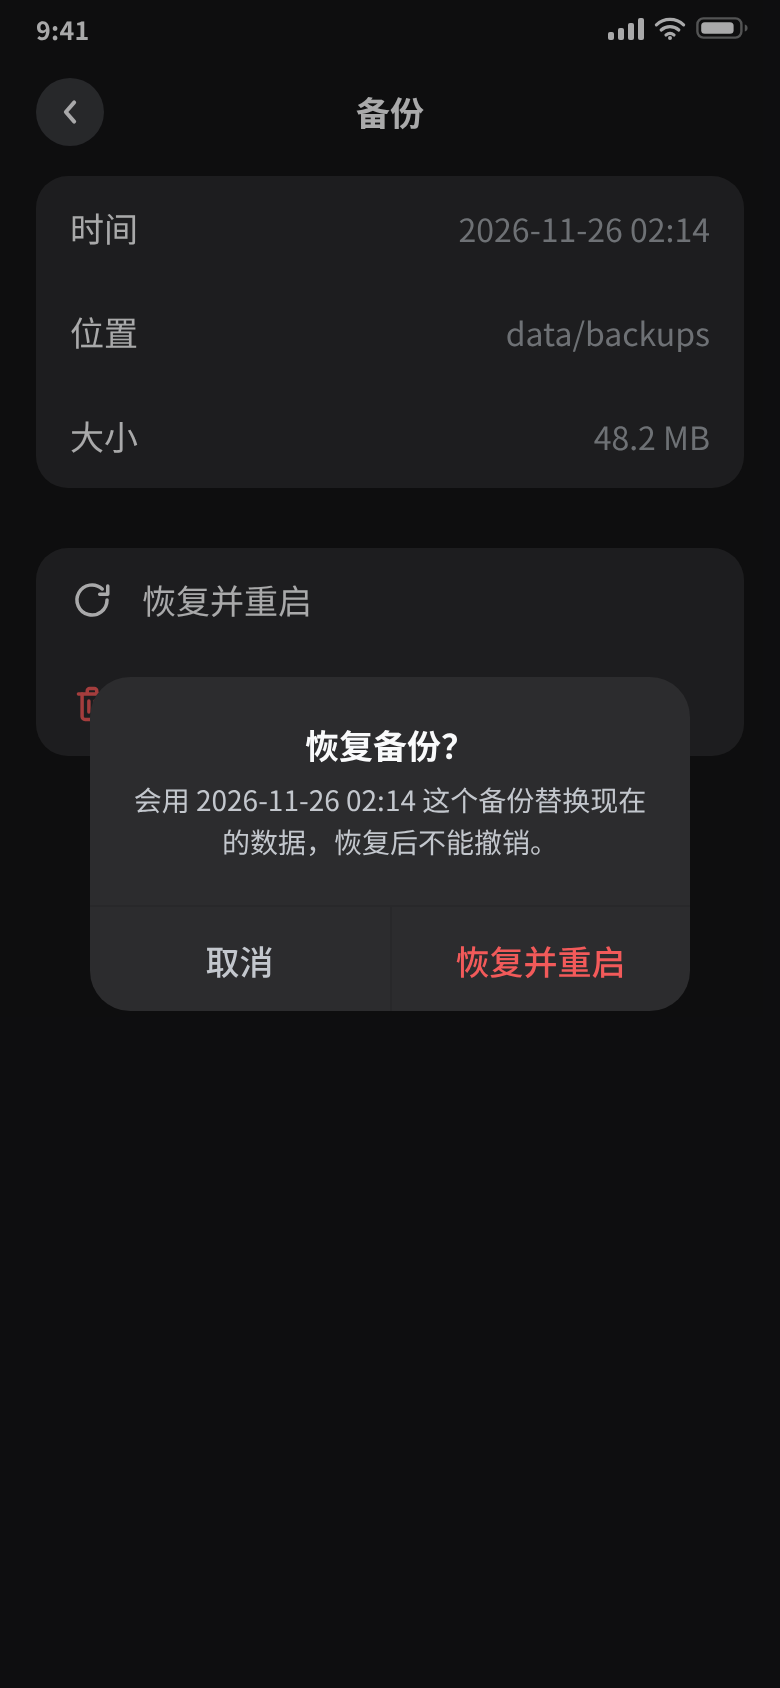 9:41
备份
时间
2026-11-26 02:14
位置
data/backups
大小
48.2 MB
恢复并重启
恢复备份？
会用 2026-11-26 02:14 这个备份替换现在
的数据，恢复后不能撤销。
取消
恢复并重启